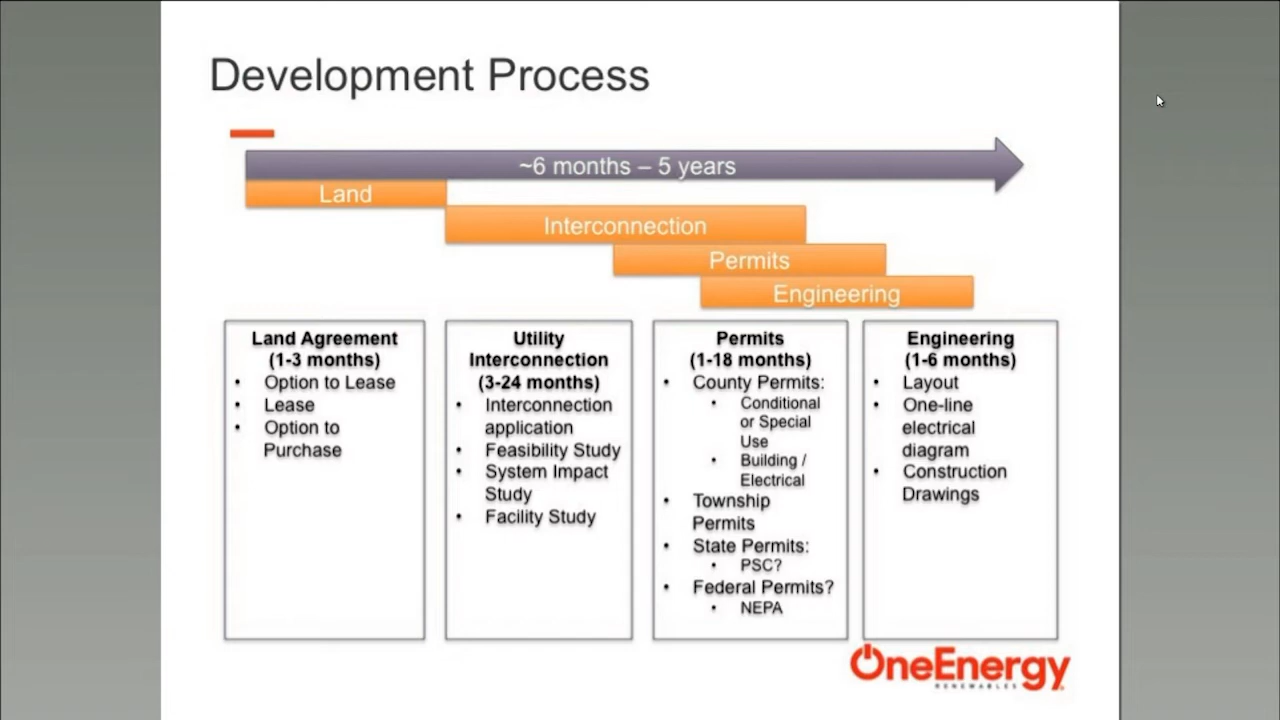 Development Process
~6 months – 5 years
Land
Interconnection
Permits
Engineering
Land Agreement
(1-3 months)
• Option to Lease
• Lease
• Option to
Purchase
Utility
Interconnection
(3-24 months)
• Interconnection
application
• Feasibility Study
• System Impact
Study
• Facility Study
Permits
(1-18 months)
• County Permits:
• Conditional
or Special
Use
• Building /
Electrical
• Township
Permits
• State Permits:
• PSC?
• Federal Permits?
• NEPA
Engineering
(1-6 months)
• Layout
• One-line
electrical
diagram
• Construction
Drawings
OneEnergy
RENEWABLES